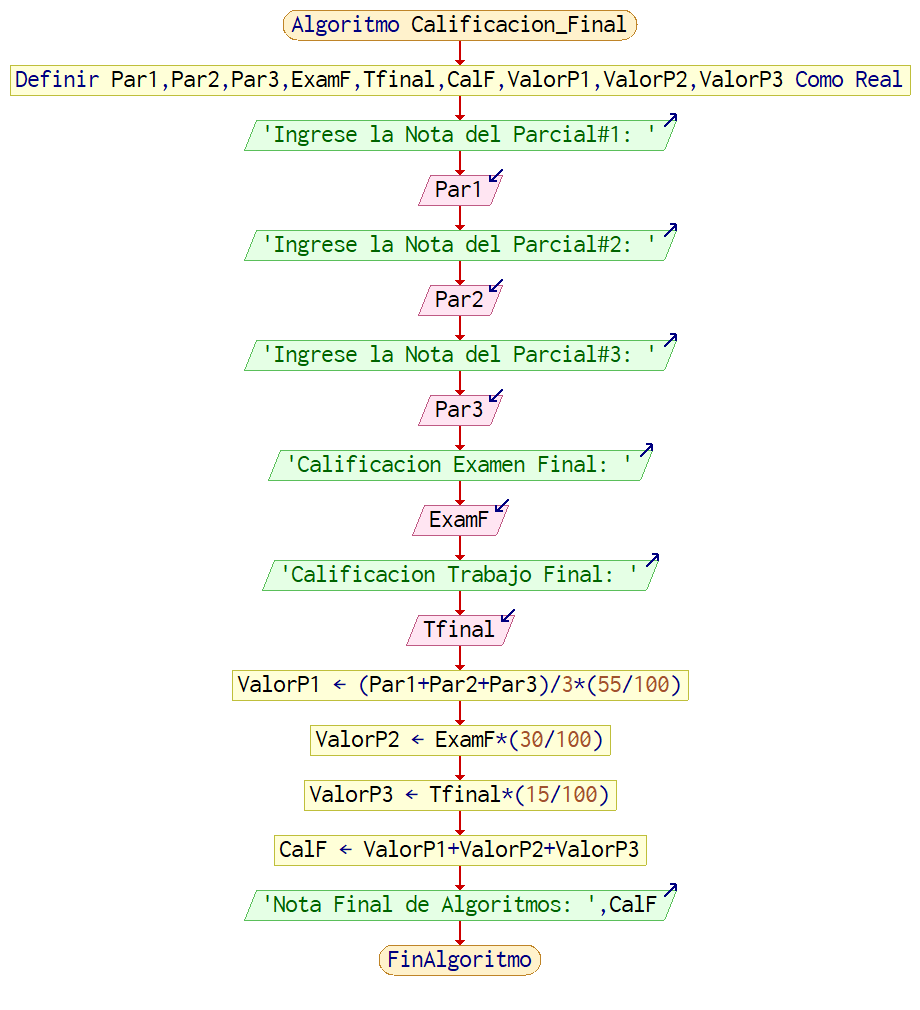 Algoritmo Calificacion_Final
Definir Par1,Par2,Par3,ExamF,Tfinal,CalF,ValorP1,ValorP2,ValorP3 Como Real
'Ingrese la Nota del Parcial#1: '
Par1
'Ingrese la Nota del Parcial#2: '
Par2
'Ingrese la Nota del Parcial#3: '
Par3
'Calificacion Examen Final: '
ExamF
'Calificacion Trabajo Final: '
Tfinal
ValorP1 ← (Par1+Par2+Par3)/3*(55/100)
ValorP2 ← ExamF*(30/100)
ValorP3 ← Tfinal*(15/100)
CalF ← ValorP1+ValorP2+ValorP3
'Nota Final de Algoritmos: ',CalF
FinAlgoritmo